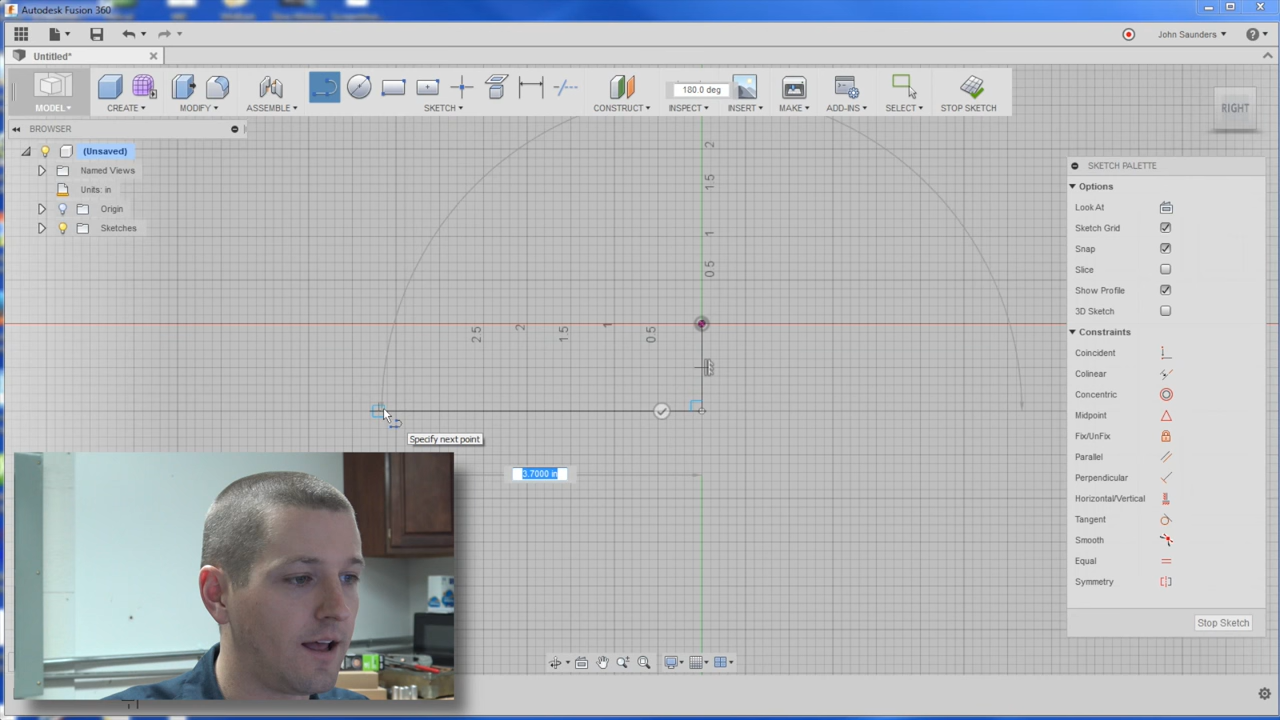 Autodesk Fusion 360
John Saunders
Untitled*
MODEL
CREATE
MODIFY
ASSEMBLE
SKETCH
CONSTRUCT
180.0 deg
INSPECT
INSERT
MAKE
ADD-INS
SELECT
STOP SKETCH
RIGHT
BROWSER
(Unsaved)
Named Views
Units: in
Origin
Sketches
2
1.5
1
0.5
2.5
2
1.5
1
0.5
Specify next point
3.7000 in
SKETCH PALETTE
Options
Look At
Sketch Grid
Snap
Slice
Show Profile
3D Sketch
Constraints
Coincident
Colinear
Concentric
Midpoint
Fix/UnFix
Parallel
Perpendicular
Horizontal/Vertical
Tangent
Smooth
Equal
Symmetry
Stop Sketch